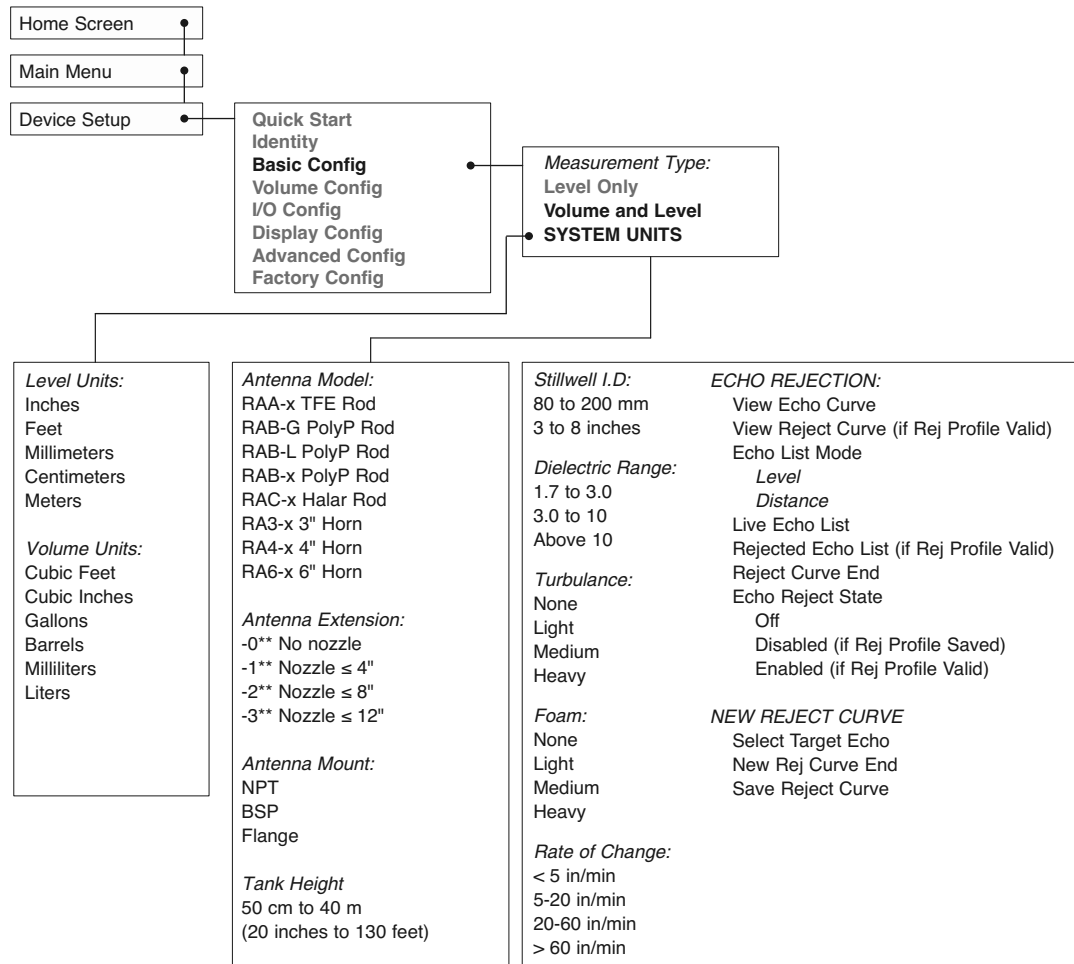 Home Screen
Main Menu
Device Setup
Quick Start
Identity
Basic Config
Volume Config
I/O Config
Display Config
Advanced Config
Factory Config
Measurement Type:
Level Only
Volume and Level
SYSTEM UNITS
Level Units:
Inches
Feet
Millimeters
Centimeters
Meters
Volume Units:
Cubic Feet
Cubic Inches
Gallons
Barrels
Milliliters
Liters
Antenna Model:
RAA-x TFE Rod
RAB-G PolyP Rod
RAB-L PolyP Rod
RAB-x PolyP Rod
RAC-x Halar Rod
RA3-x 3" Horn
RA4-x 4" Horn
RA6-x 6" Horn
Antenna Extension:
-0** No nozzle
-1** Nozzle ≤ 4"
-2** Nozzle ≤ 8"
-3** Nozzle ≤ 12"
Antenna Mount:
NPT
BSP
Flange
Tank Height
50 cm to 40 m
(20 inches to 130 feet)
Stillwell I.D:
80 to 200 mm
3 to 8 inches
Dielectric Range:
1.7 to 3.0
3.0 to 10
Above 10
Turbulance:
None
Light
Medium
Heavy
Foam:
None
Light
Medium
Heavy
Rate of Change:
< 5 in/min
5-20 in/min
20-60 in/min
> 60 in/min
ECHO REJECTION:
View Echo Curve
View Reject Curve (if Rej Profile Valid)
Echo List Mode
Level
Distance
Live Echo List
Rejected Echo List (if Rej Profile Valid)
Reject Curve End
Echo Reject State
Off
Disabled (if Rej Profile Saved)
Enabled (if Rej Profile Valid)
NEW REJECT CURVE
Select Target Echo
New Rej Curve End
Save Reject Curve